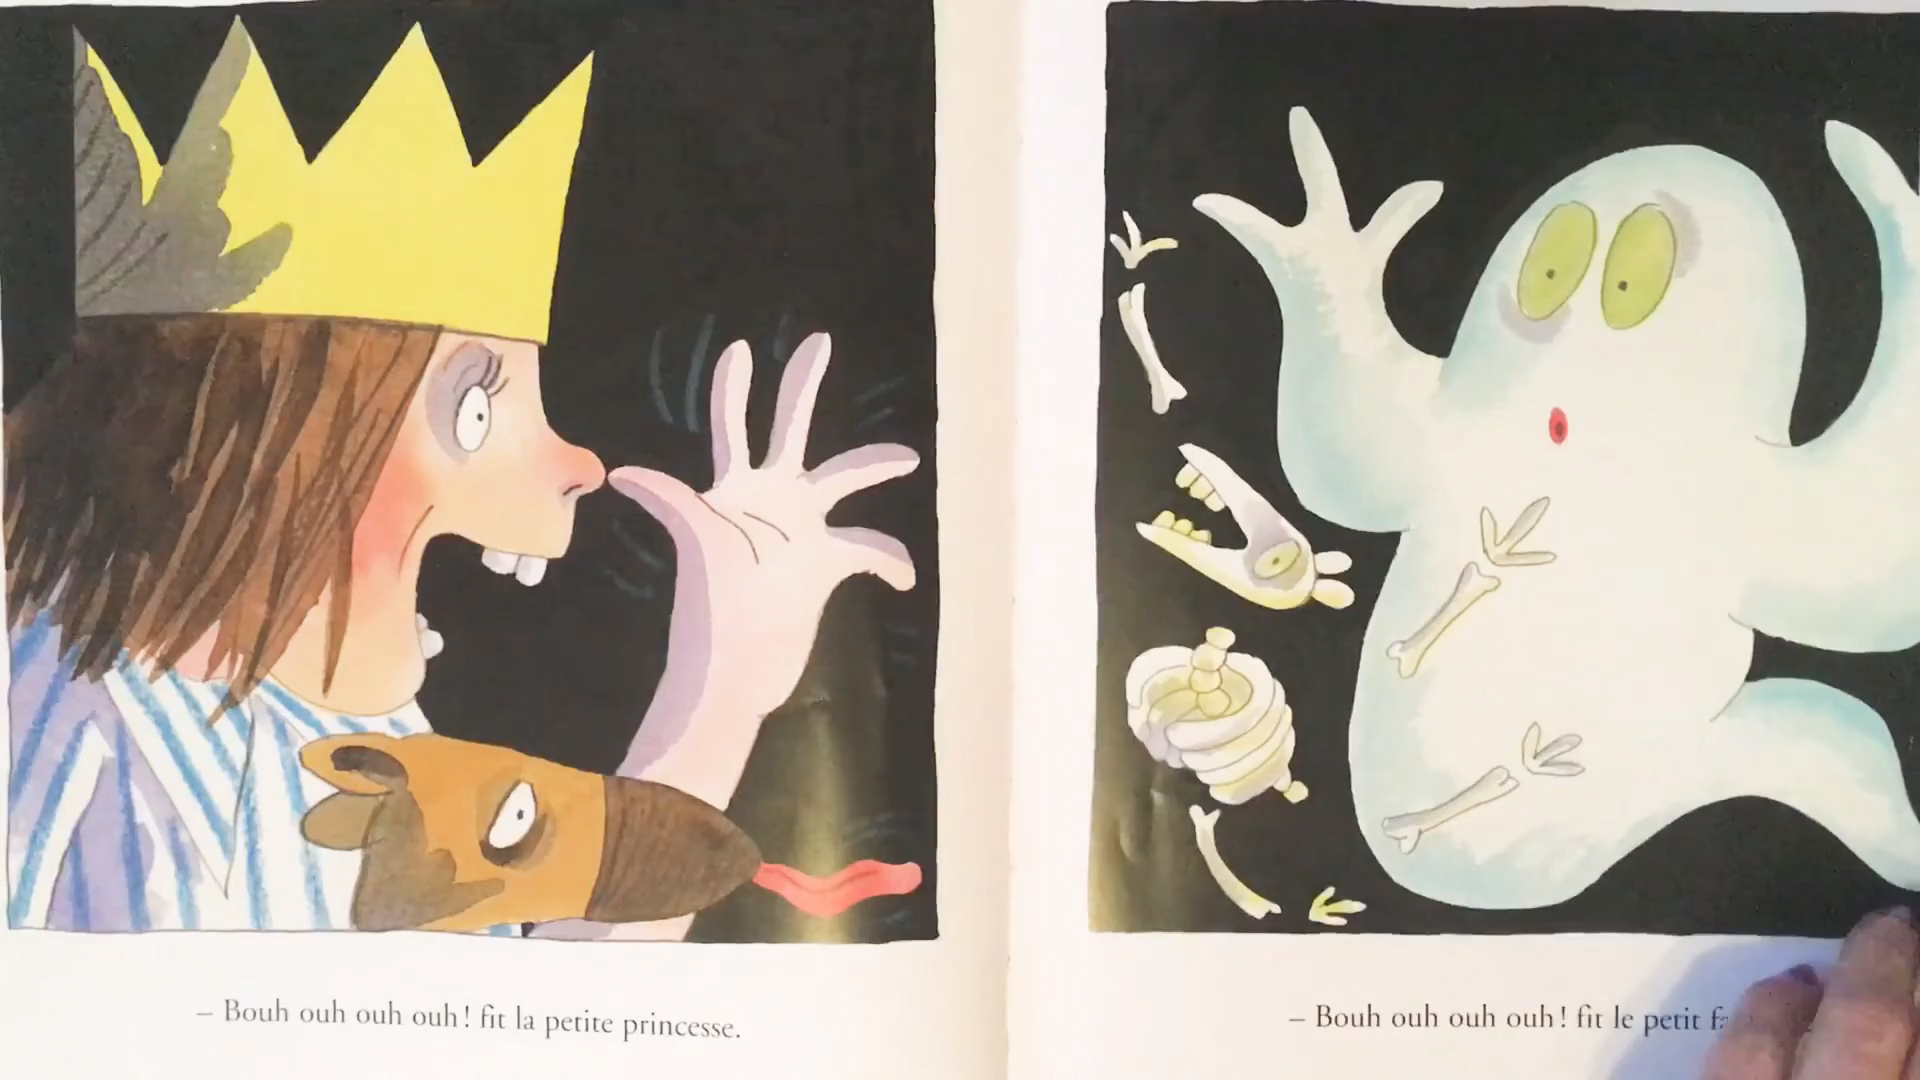 – Bouh ouh ouh ouh ! fit la petite princesse.
– Bouh ouh ouh ouh ! fit le petit